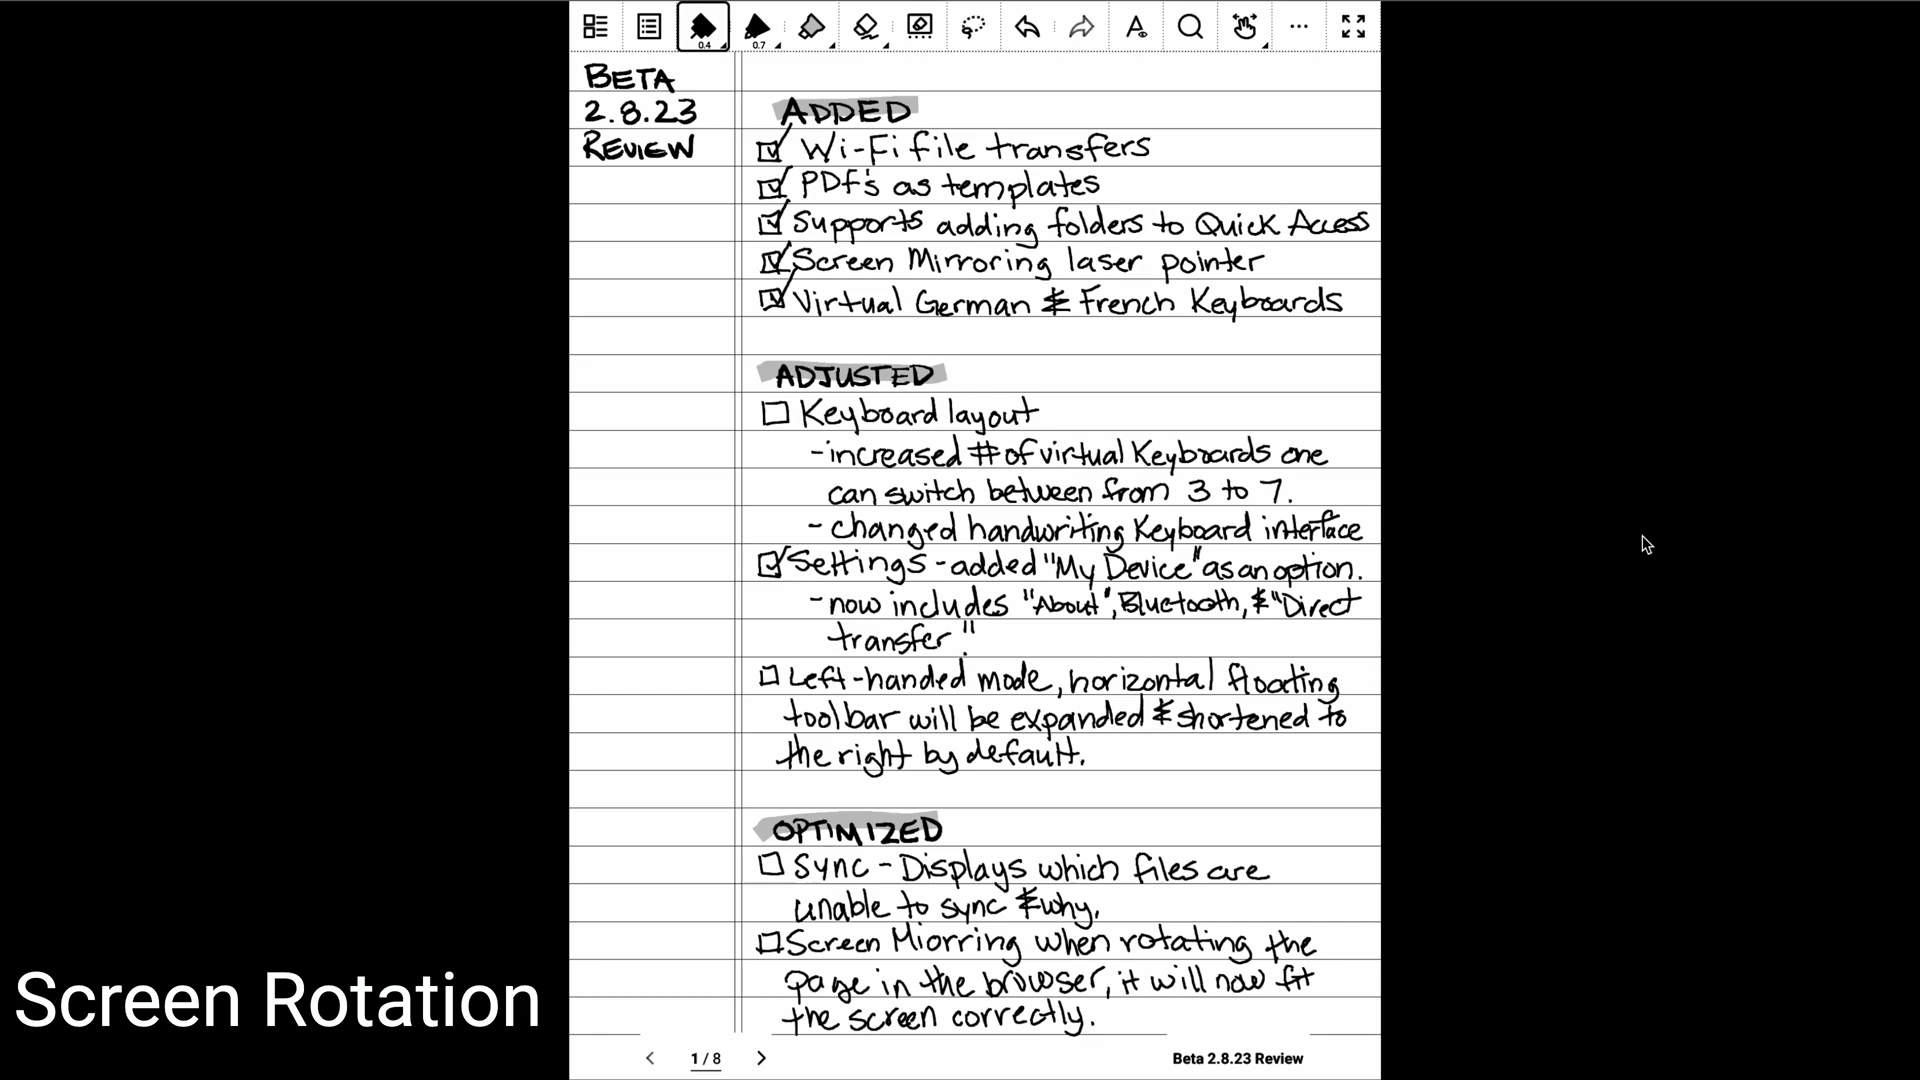 0.4
0.7
BETA
2.8.23
REVIEW
ADDED
Wi-Fi file transfers
PDf's as templates
Supports adding folders to Quick Access
Screen Mirroring laser pointer
Virtual German & French Keyboards
ADJUSTED
Keyboard layout
-increased # of virtual Keyboards one
can switch between from 3 to 7.
- changed handwriting Keyboard interface
Settings - added "My Device" as an option.
-now includes "About", Bluetooth, & "Direct
transfer."
Left-handed mode, horizontal floating
toolbar will be expanded & shortened to
the right by default.
OPTIMIZED
Sync - Displays which files are
unable to sync & why.
Screen Miorring when rotating the
page in the browser, it will now fit
the screen correctly.
Screen Rotation
1 / 8
Beta 2.8.23 Review